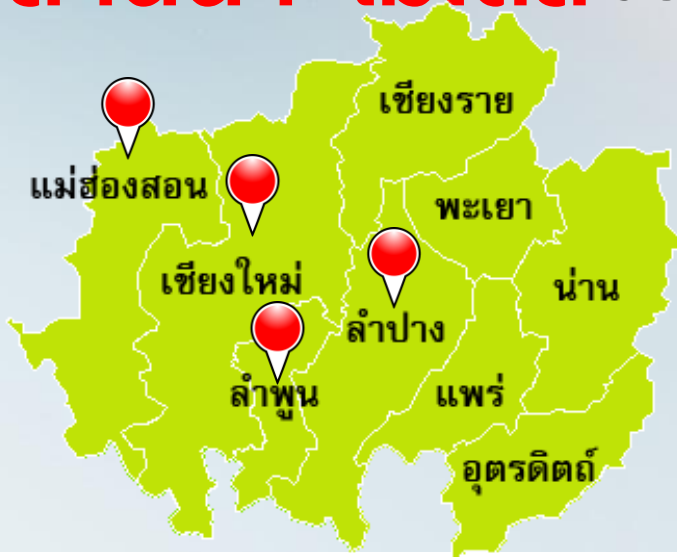 เชียงราย
แม่ฮ่องสอน
พะเยา
เชียงใหม่
น่าน
ลำปาง
ลำพูน
แพร่
อุตรดิตถ์